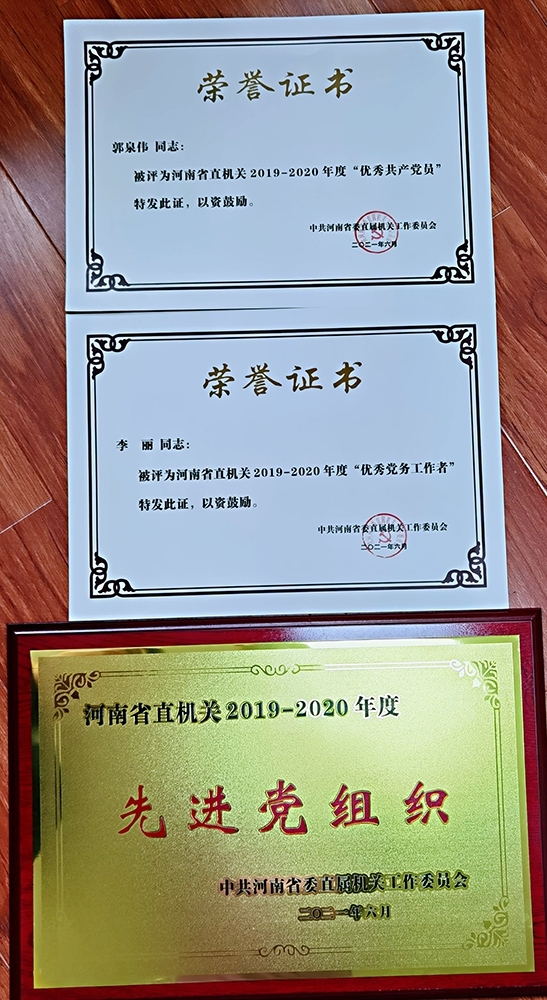 荣誉证书
郭泉伟 同志：
被评为河南省直机关2019-2020年度“优秀共产党员”
特发此证，以资鼓励。
中共河南省委直属机关工作委员会
二〇二一年六月
荣誉证书
李 丽 同志：
被评为河南省直机关2019-2020年度“优秀党务工作者”
特发此证，以资鼓励。
中共河南省委直属机关工作委员会
二〇二一年六月
河南省直机关2019-2020年度
先进党组织
中共河南省委直属机关工作委员会
二〇二一年六月